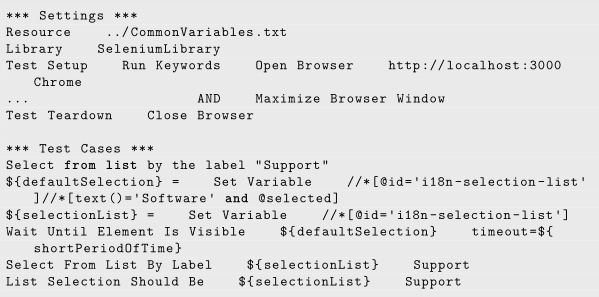 *** Settings ***
Resource    ../CommonVariables.txt
Library    SeleniumLibrary
Test Setup    Run Keywords    Open Browser    http://localhost:3000
Chrome
...    AND    Maximize Browser Window
Test Teardown    Close Browser
*** Test Cases ***
Select from list by the label "Support"
${defaultSelection} =    Set Variable    //*[@id='i18n-selection-list'
]//*[text()='Software' and @selected]
${selectionList} =    Set Variable    //*[@id='i18n-selection-list']
Wait Until Element Is Visible    ${defaultSelection}    timeout=${
shortPeriodOfTime}
Select From List By Label    ${selectionList}    Support
List Selection Should Be    ${selectionList}    Support